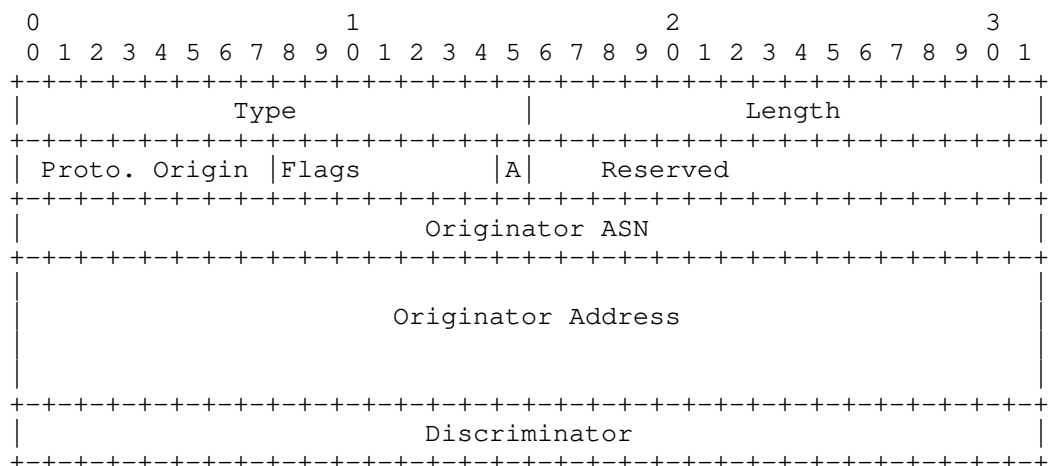 0                   1                   2                   3
0 1 2 3 4 5 6 7 8 9 0 1 2 3 4 5 6 7 8 9 0 1 2 3 4 5 6 7 8 9 0 1
+-+-+-+-+-+-+-+-+-+-+-+-+-+-+-+-+-+-+-+-+-+-+-+-+-+-+-+-+-+-+-+-+
| Type | Length |
+-+-+-+-+-+-+-+-+-+-+-+-+-+-+-+-+-+-+-+-+-+-+-+-+-+-+-+-+-+-+-+-+
| Proto. Origin |Flags |A| Reserved |
+-+-+-+-+-+-+-+-+-+-+-+-+-+-+-+-+-+-+-+-+-+-+-+-+-+-+-+-+-+-+-+-+
| Originator ASN |
+-+-+-+-+-+-+-+-+-+-+-+-+-+-+-+-+-+-+-+-+-+-+-+-+-+-+-+-+-+-+-+-+
| |
| Originator Address |
| |
| |
+-+-+-+-+-+-+-+-+-+-+-+-+-+-+-+-+-+-+-+-+-+-+-+-+-+-+-+-+-+-+-+-+
| Discriminator |
+-+-+-+-+-+-+-+-+-+-+-+-+-+-+-+-+-+-+-+-+-+-+-+-+-+-+-+-+-+-+-+-+